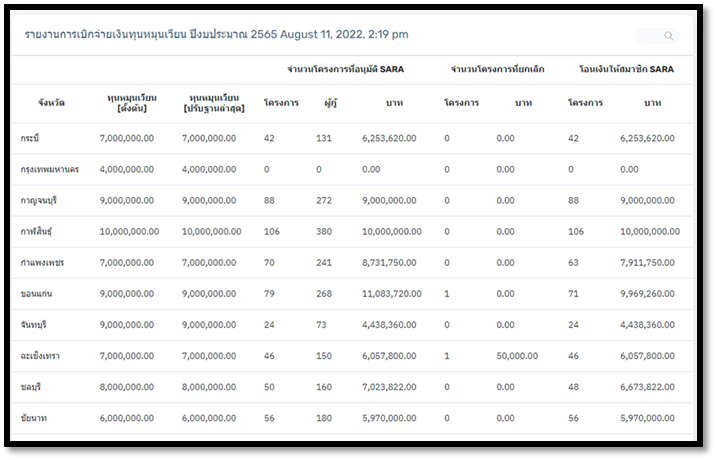 รายงานการเบิกจ่ายเงินทุนหมุนเวียน ปีงบประมาณ 2565 August 11, 2022, 2:19 pm
จำนวนโครงการที่อนุมัติ SARA จำนวนโครงการที่ยกเลิก โอนเงินให้สมาชิก SARA
จังหวัด ทุนหมุนเวียน [ตั้งต้น] ทุนหมุนเวียน [ปรับฐานล่าสุด] โครงการ ผู้กู้ บาท โครงการ บาท โครงการ บาท
กระบี่ 7,000,000.00 7,000,000.00 42 131 6,253,620.00 0 0.00 42 6,253,620.00
กรุงเทพมหานคร 4,000,000.00 4,000,000.00 0 0 0.00 0 0.00 0 0.00
กาญจนบุรี 9,000,000.00 9,000,000.00 88 272 9,000,000.00 0 0.00 88 9,000,000.00
กาฬสินธุ์ 10,000,000.00 10,000,000.00 106 380 10,000,000.00 0 0.00 106 10,000,000.00
กำแพงเพชร 7,000,000.00 7,000,000.00 70 241 8,731,750.00 0 0.00 63 7,911,750.00
ขอนแก่น 9,000,000.00 9,000,000.00 79 268 11,083,720.00 1 0.00 71 9,969,260.00
จันทบุรี 9,000,000.00 9,000,000.00 24 73 4,438,360.00 0 0.00 24 4,438,360.00
ฉะเชิงเทรา 7,000,000.00 7,000,000.00 46 150 6,057,800.00 1 50,000.00 46 6,057,800.00
ชลบุรี 8,000,000.00 8,000,000.00 50 160 7,023,822.00 0 0.00 48 6,673,822.00
ชัยนาท 6,000,000.00 6,000,000.00 56 180 5,970,000.00 0 0.00 56 5,970,000.00